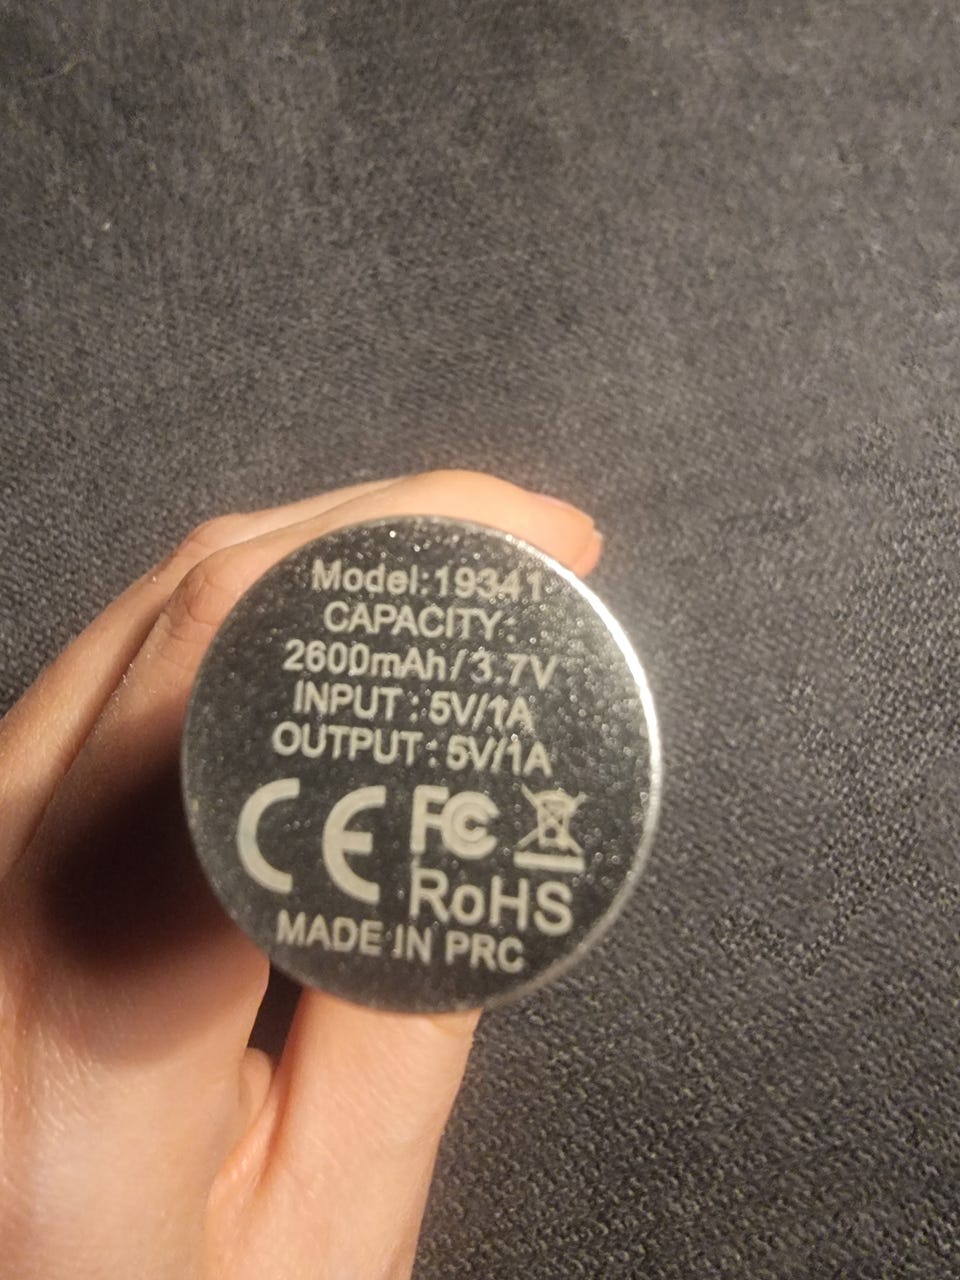 Model:19341
CAPACITY:
2600mAh/3.7V
INPUT : 5V/1A
OUTPUT : 5V/1A
CE FC
RoHS
MADE IN PRC